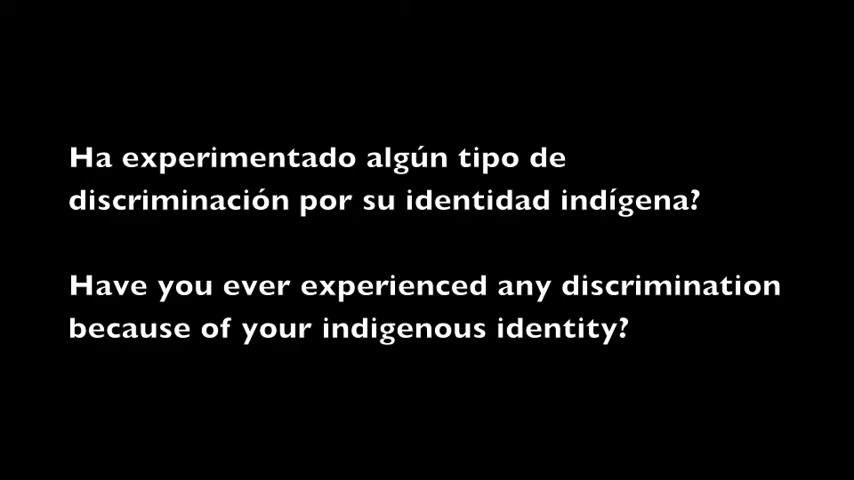 Ha experimentado algún tipo de
discriminación por su identidad indígena?
Have you ever experienced any discrimination
because of your indigenous identity?